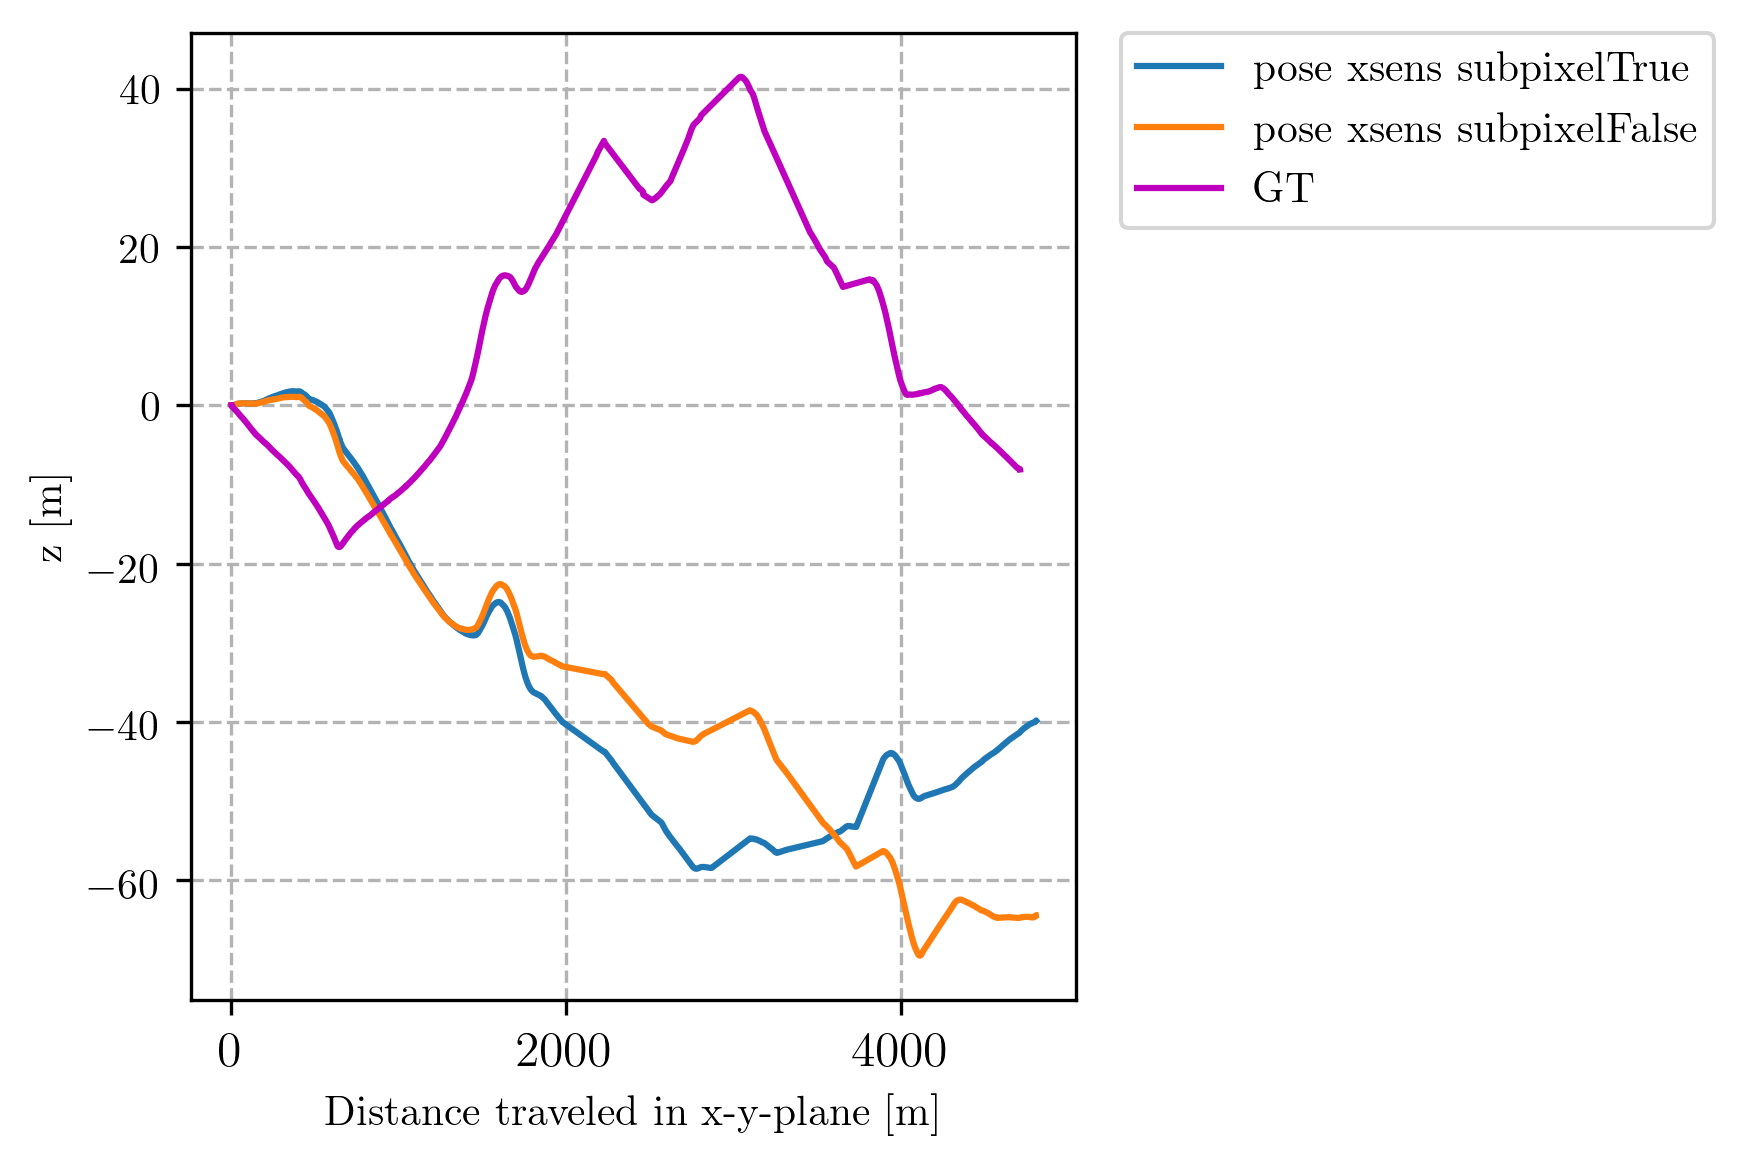 40
20
0
−20
−40
−60
z [m]
0 2000 4000
Distance traveled in x-y-plane [m]
pose xsens subpixelTrue
pose xsens subpixelFalse
GT